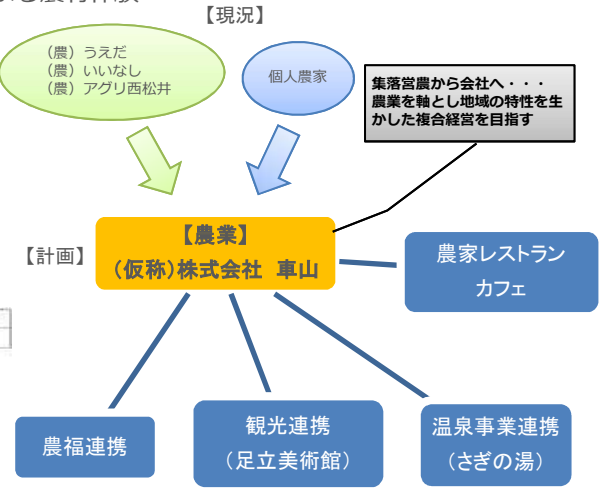 【現況】
(農)うえだ
(農)いいなし
(農)アグリ西松井
個人農家
集落営農から会社へ・・・
農業を軸とし地域の特性を生
かした複合経営を目指す
【計画】
【農業】
(仮称)株式会社 車山
農家レストラン
カフェ
農福連携
観光連携
(足立美術館)
温泉事業連携
(さぎの湯)